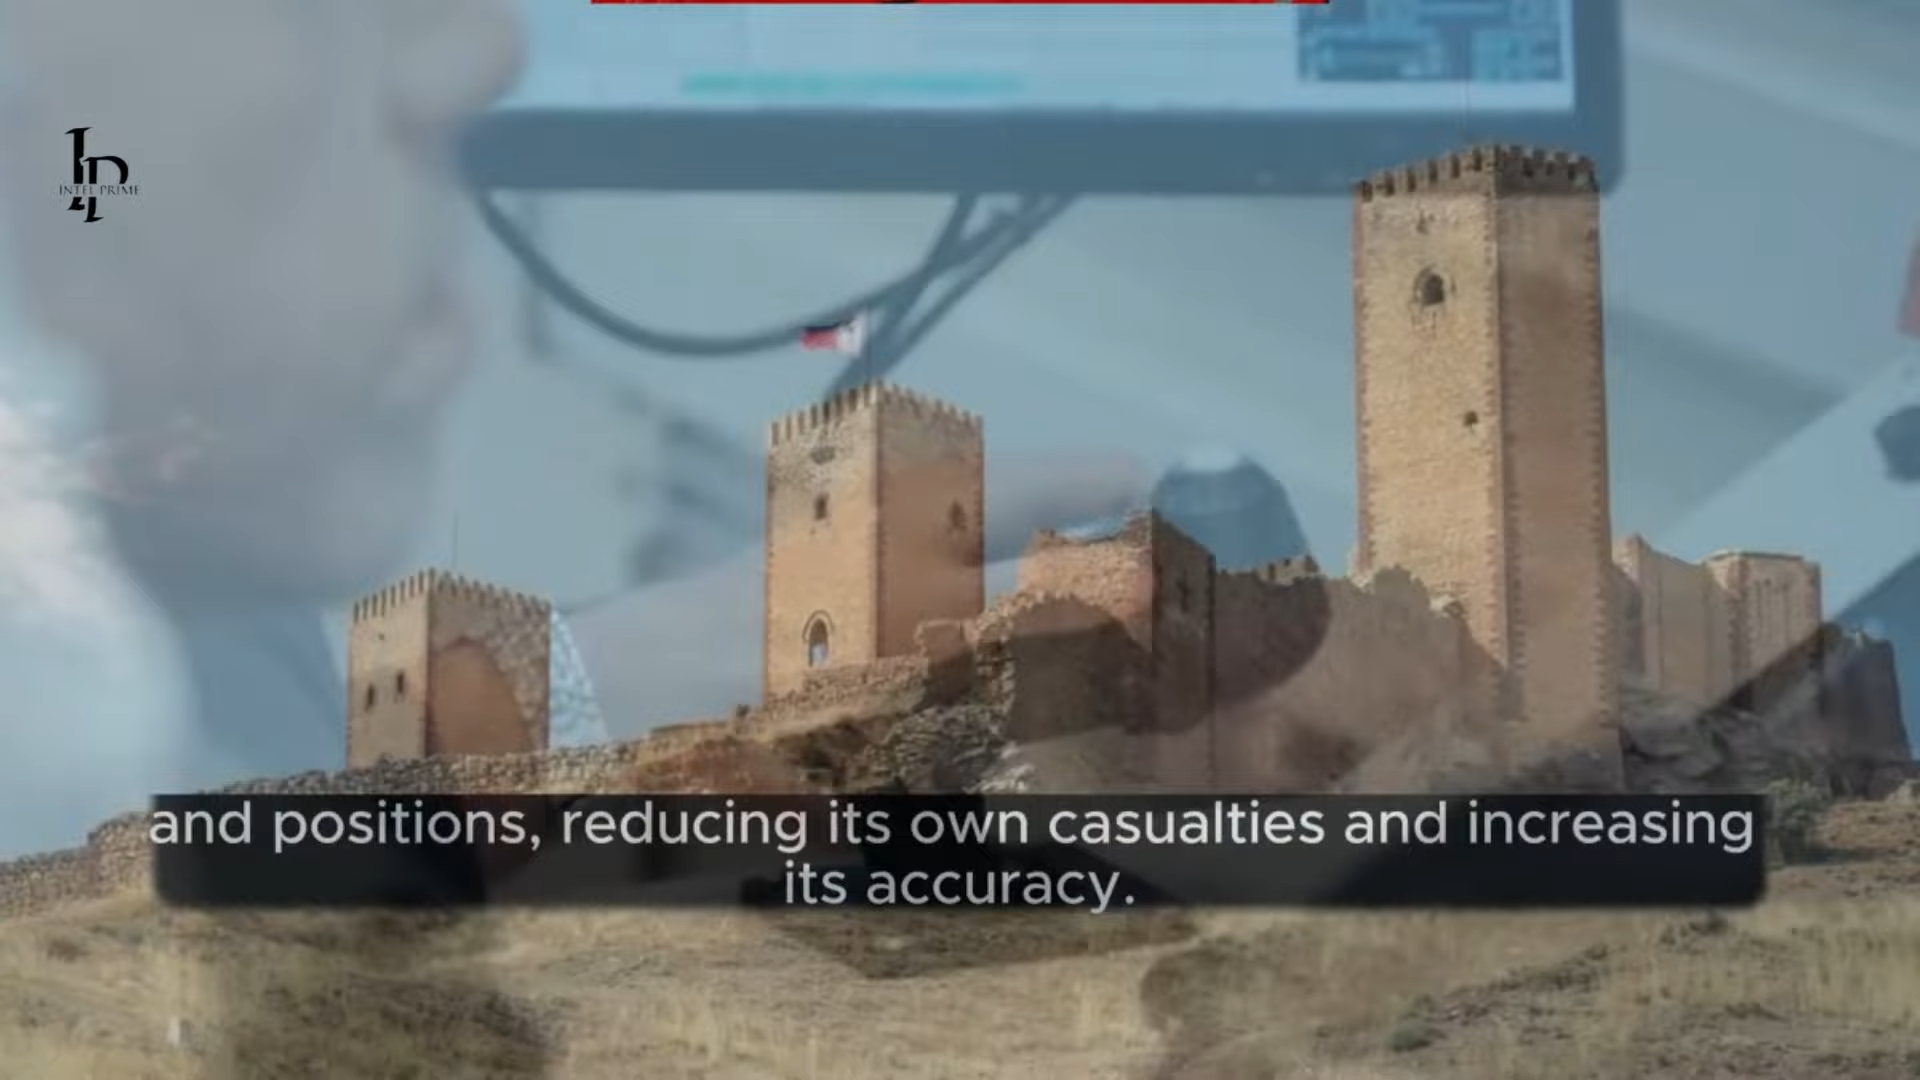 INTEL PRIME
and positions, reducing its own casualties and increasing
its accuracy.